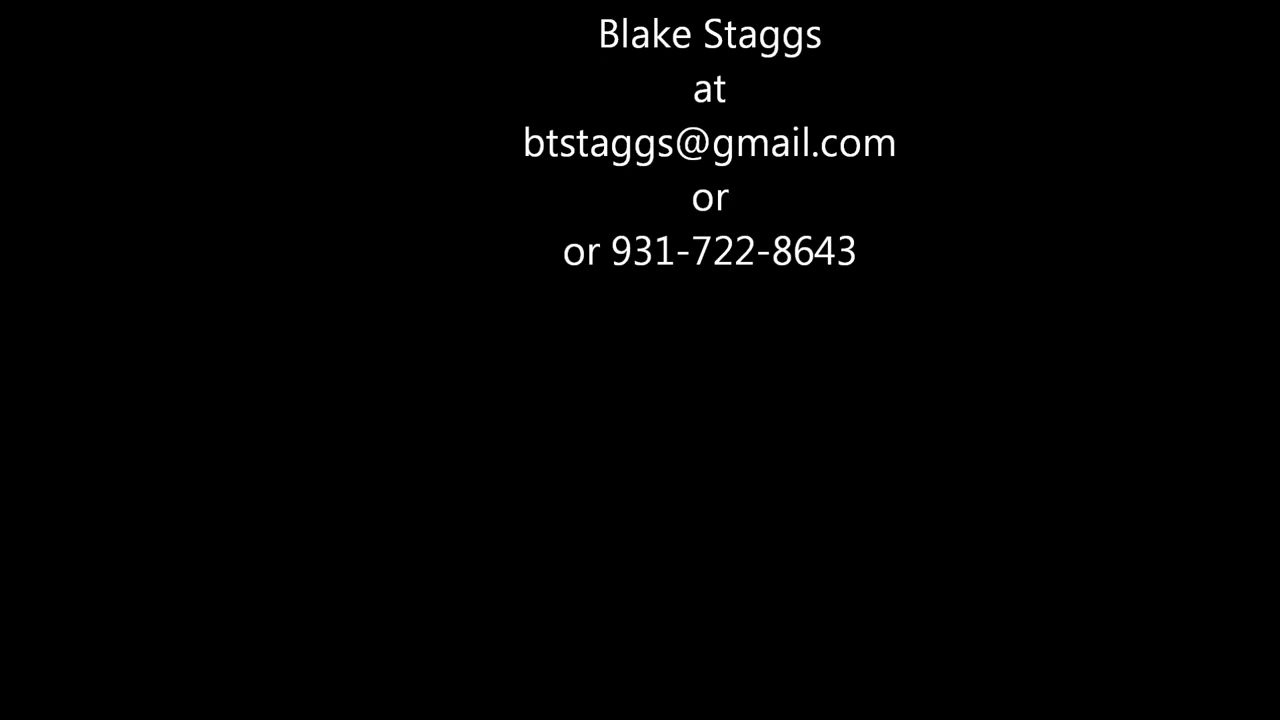 Blake Staggs
at
btstaggs@gmail.com
or
or 931-722-8643